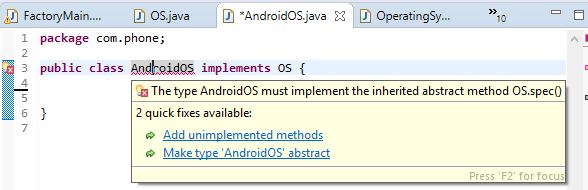 FactoryMain.... OS.java *AndroidOS.java OperatingSy... »10
1 package com.phone;
2
3 public class AndroidOS implements OS {
4
5
6 }
7
The type AndroidOS must implement the inherited abstract method OS.spec()
2 quick fixes available:
Add unimplemented methods
Make type 'AndroidOS' abstract
Press 'F2' for focus